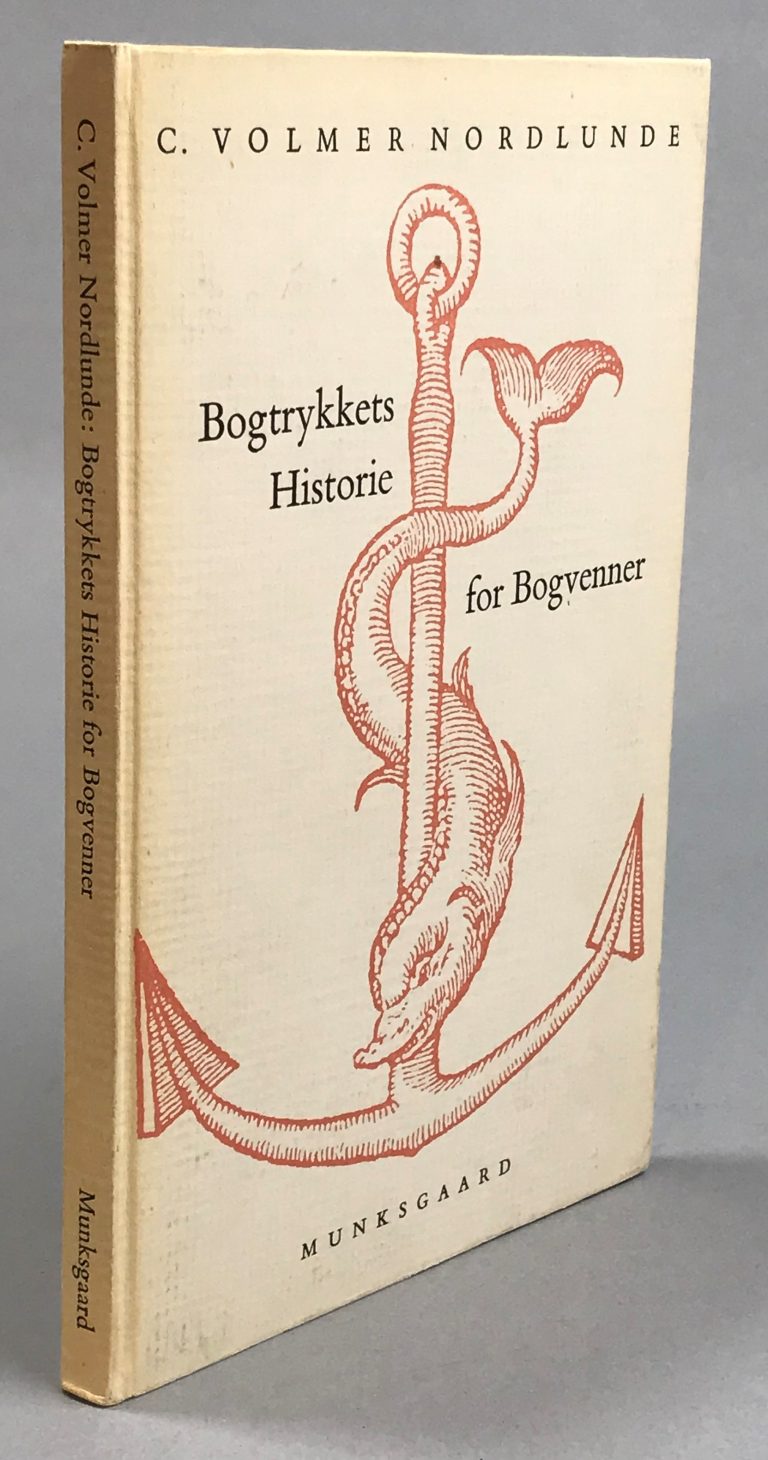 C. VOLMER NORDLUNDE
Bogtrykkets
Historie
for Bogvenner
MUNKSGAARD
C. Volmer Nordlunde: Bogtrykkets Historie for Bogvenner
Munksgaard